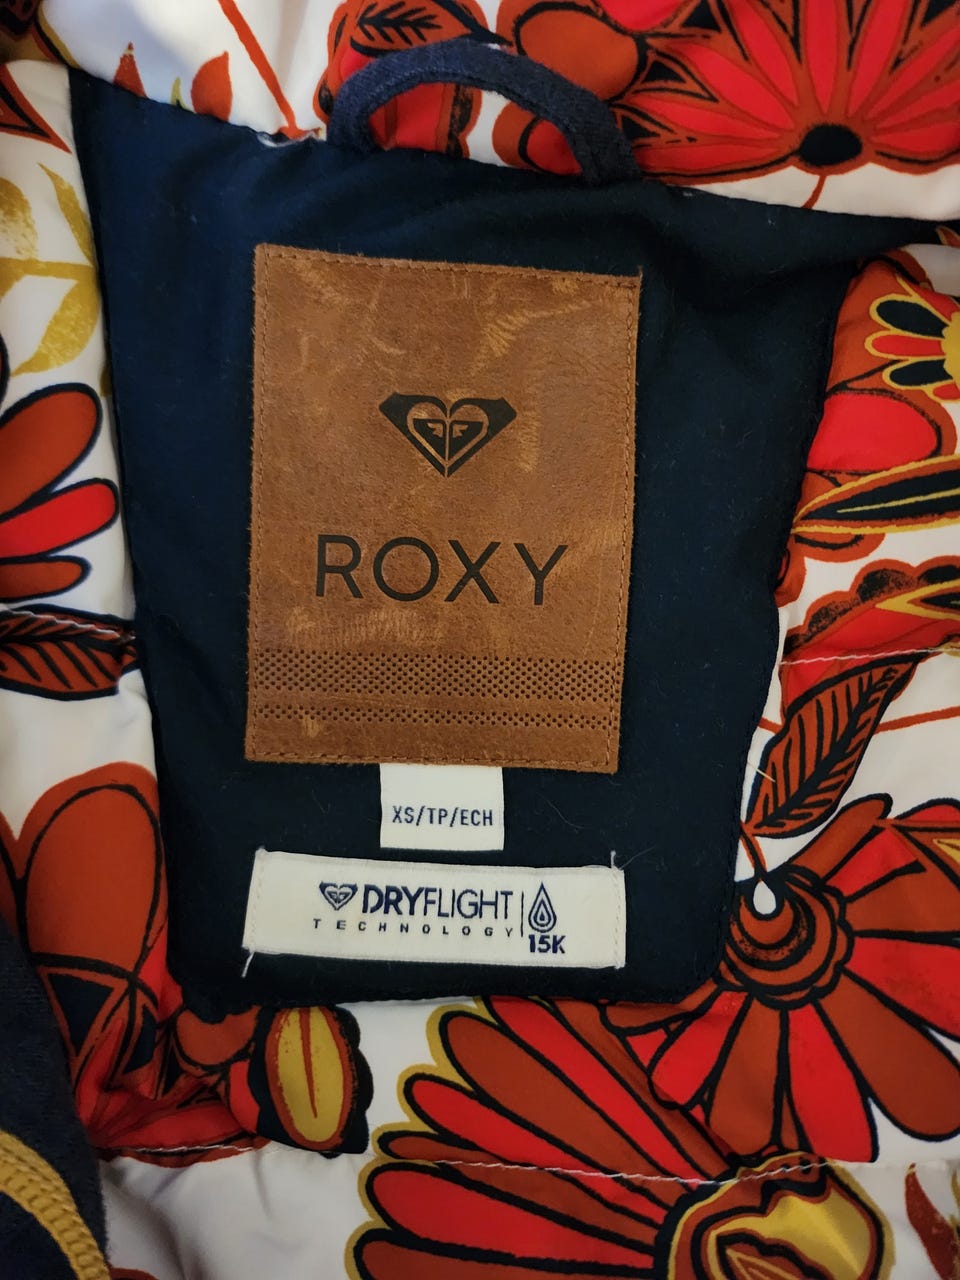 ROXY
XS/TP/ECH
DRYFLIGHT
TECHNOLOGY
15K